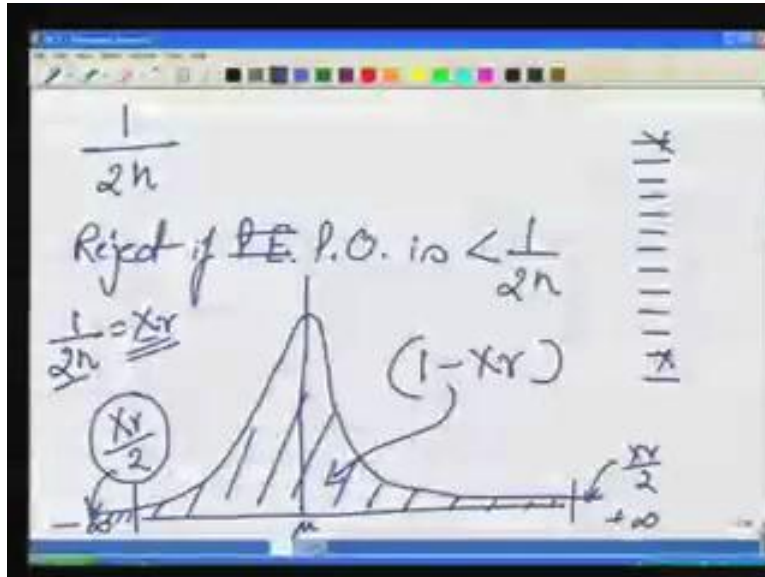 1
2n
Reject if P.E. P.O. is < 1
2n
1 = Xr
2n
(1 - Xr)
Xr
2
Xr
2
- ∞
μ
+ ∞